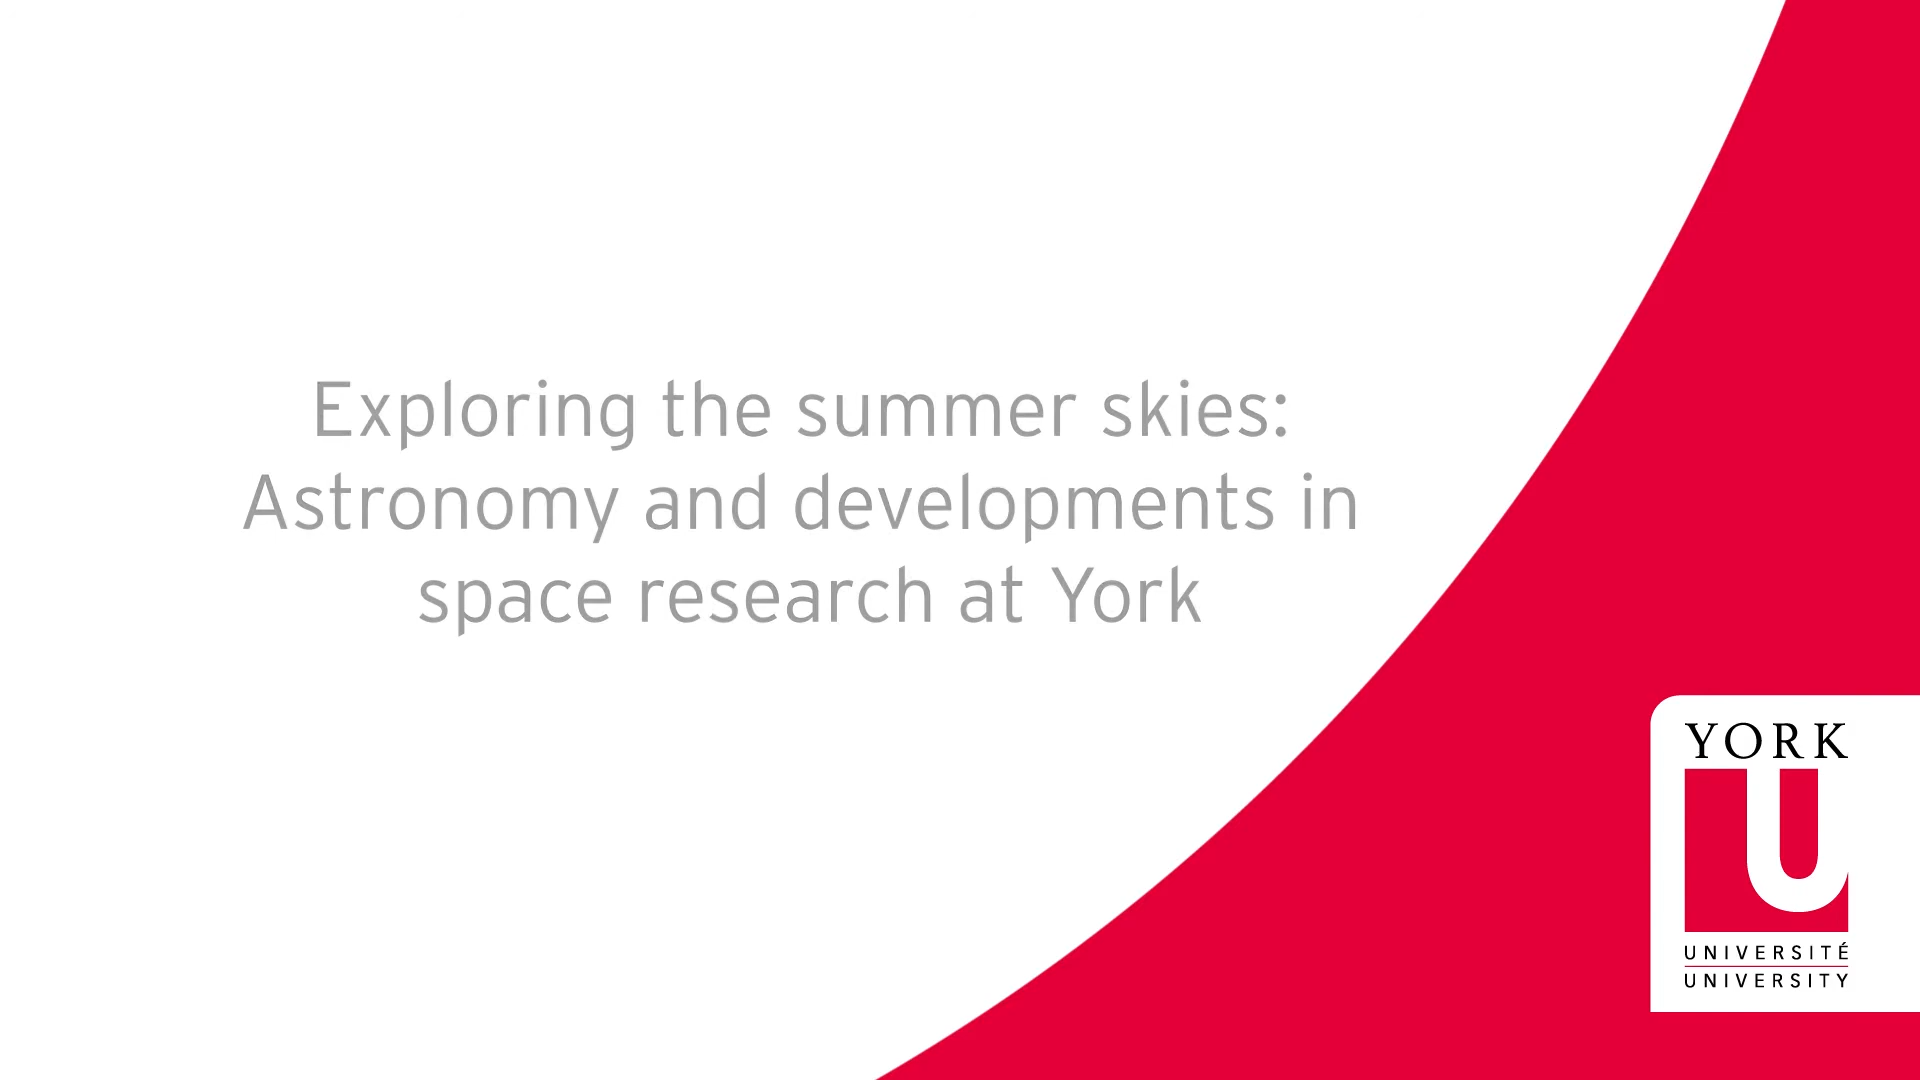 Exploring the summer skies:
Astronomy and developments in
space research at York
YORK
U
UNIVERSITÉ
UNIVERSITY